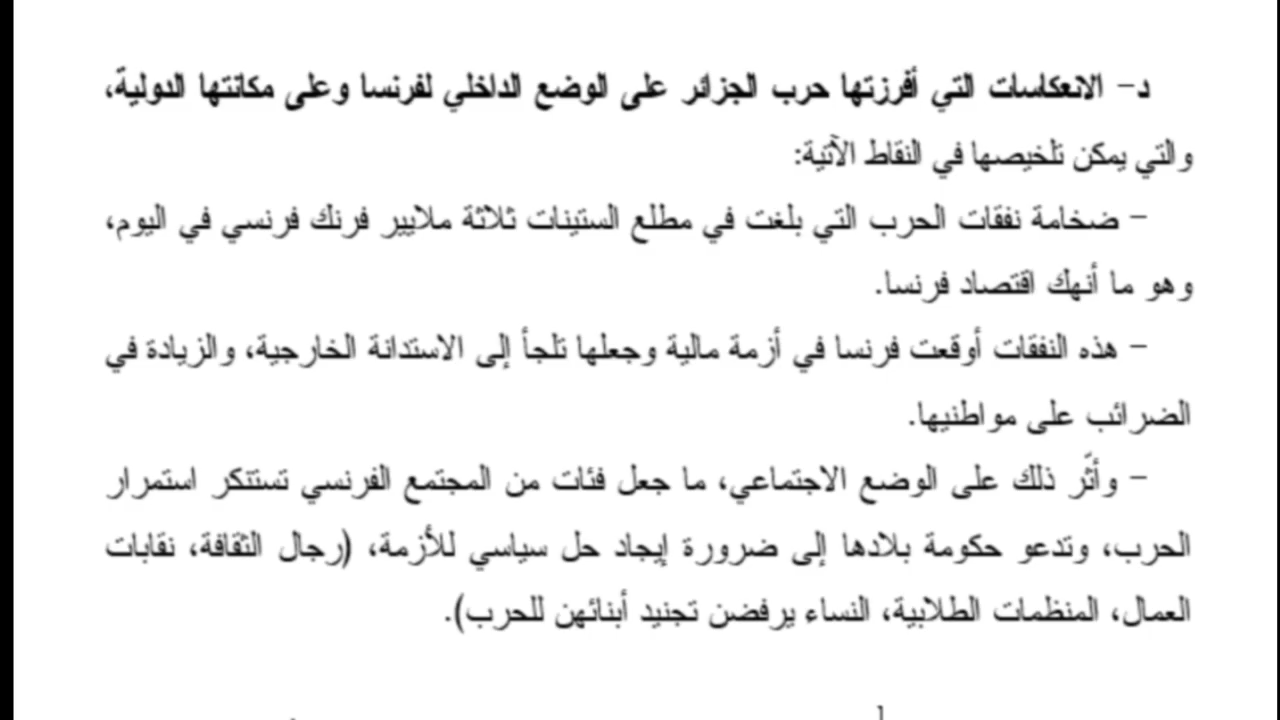 د- الانعكاسات التي أفرزتها حرب الجزائر على الوضع الداخلي لفرنسا وعلى مكانتها الدولية،
والتي يمكن تلخيصها في النقاط الآتية:
- ضخامة نفقات الحرب التي بلغت في مطلع الستينات ثلاثة ملايير فرنك فرنسي في اليوم،
وهو ما أنهك اقتصاد فرنسا.
- هذه النفقات أوقعت فرنسا في أزمة مالية وجعلها تلجأ إلى الاستدانة الخارجية، والزيادة في
الضرائب على مواطنيها.
- وأثّر ذلك على الوضع الاجتماعي، ما جعل فئات من المجتمع الفرنسي تستنكر استمرار
الحرب، وتدعو حكومة بلادها إلى ضرورة إيجاد حل سياسي للأزمة، (رجال الثقافة، نقابات
العمال، المنظمات الطلابية، النساء يرفضن تجنيد أبنائهن للحرب).